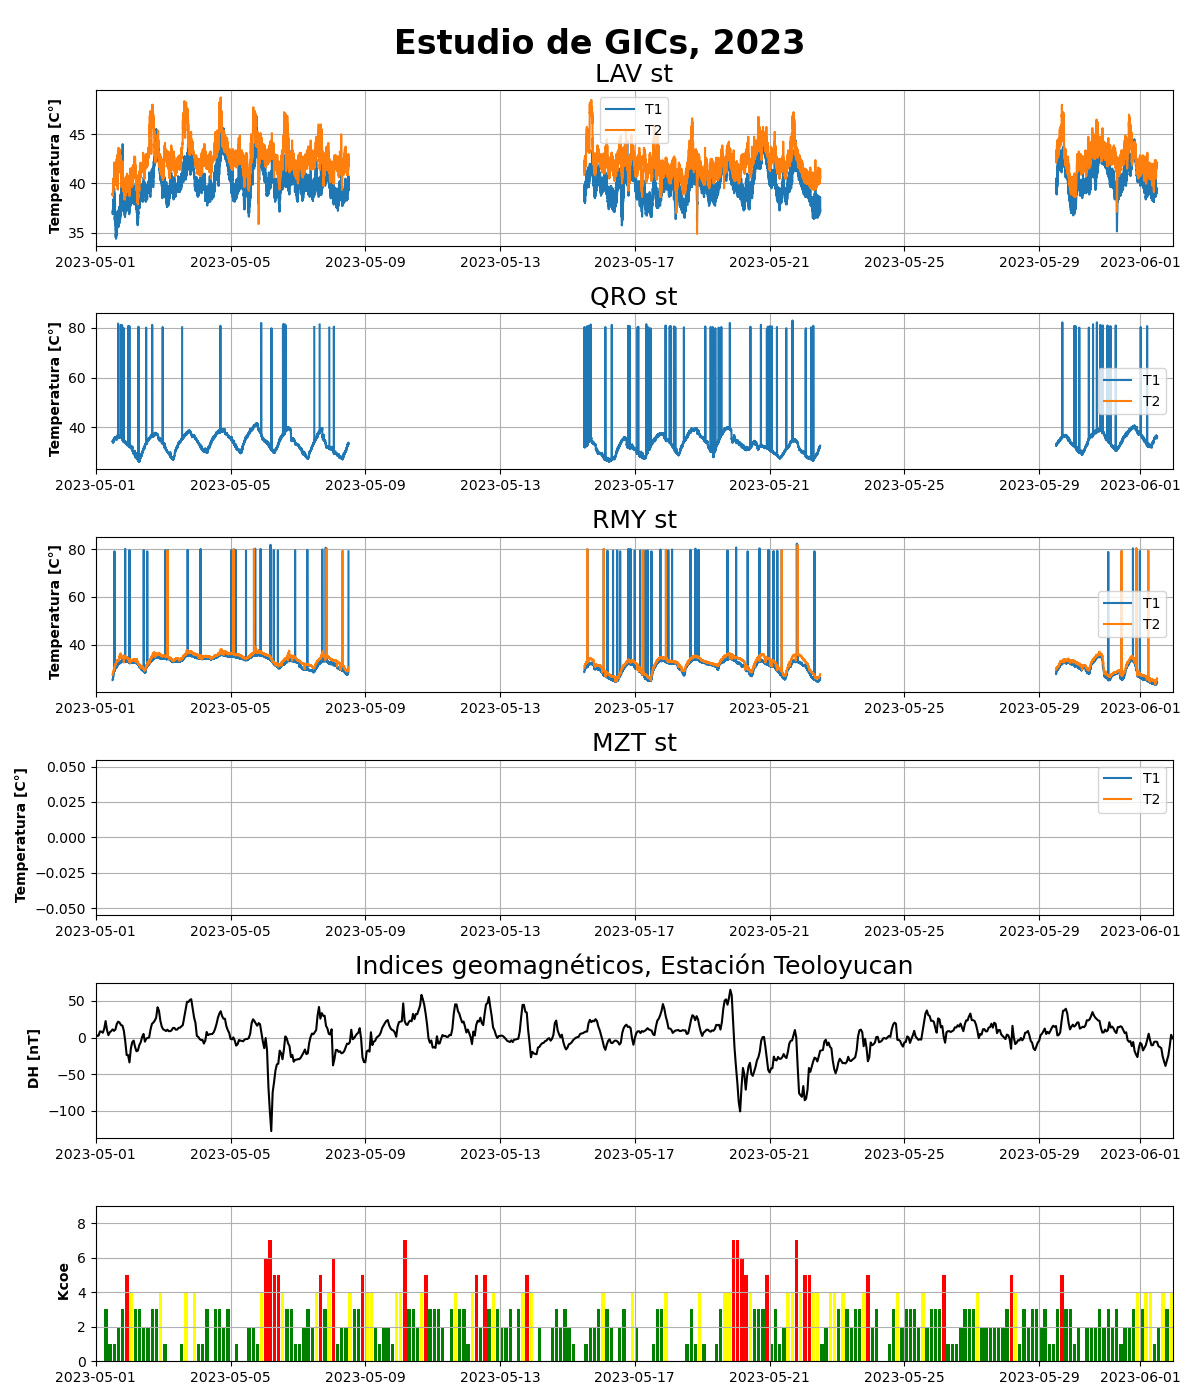 Estudio de GICs, 2023
LAV st
Temperatura [C°]
45
40
35
T1
T2
2023-05-01 2023-05-05 2023-05-09 2023-05-13 2023-05-17 2023-05-21 2023-05-25 2023-05-29 2023-06-01
QRO st
Temperatura [C°]
80
60
40
T1
T2
2023-05-01 2023-05-05 2023-05-09 2023-05-13 2023-05-17 2023-05-21 2023-05-25 2023-05-29 2023-06-01
RMY st
Temperatura [C°]
80
60
40
T1
T2
2023-05-01 2023-05-05 2023-05-09 2023-05-13 2023-05-17 2023-05-21 2023-05-25 2023-05-29 2023-06-01
MZT st
Temperatura [C°]
0.050
0.025
0.000
−0.025
−0.050
T1
T2
2023-05-01 2023-05-05 2023-05-09 2023-05-13 2023-05-17 2023-05-21 2023-05-25 2023-05-29 2023-06-01
Indices geomagnéticos, Estación Teoloyucan
DH [nT]
50
0
−50
−100
2023-05-01 2023-05-05 2023-05-09 2023-05-13 2023-05-17 2023-05-21 2023-05-25 2023-05-29 2023-06-01
Kcoe
8
6
4
2
0
2023-05-01 2023-05-05 2023-05-09 2023-05-13 2023-05-17 2023-05-21 2023-05-25 2023-05-29 2023-06-01